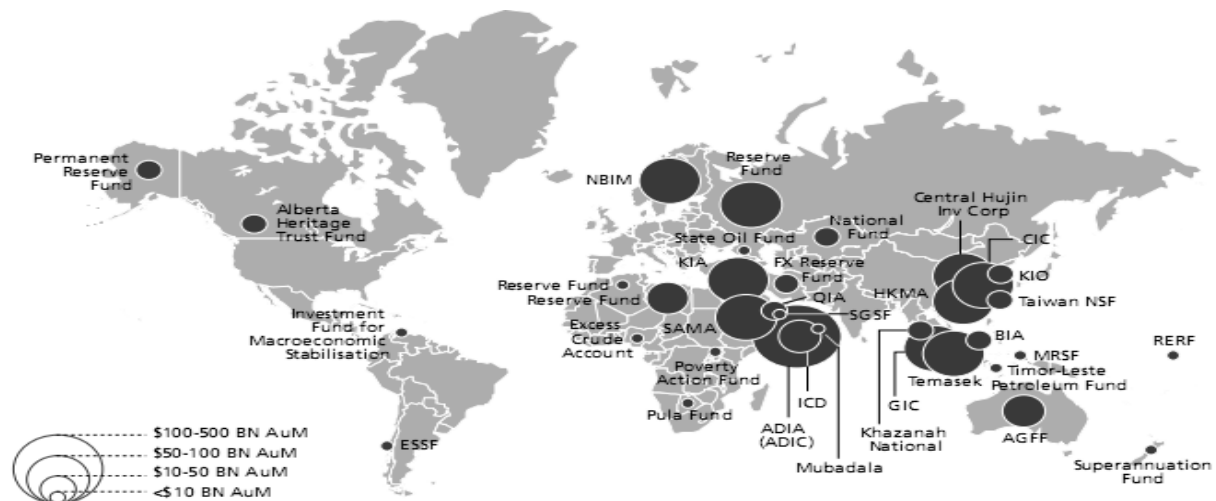 Permanent
Reserve
Fund
Alberta
Heritage
Trust Fund
NBIM
Reserve
Fund
Central Hujin
Inv Corp
National
Fund
CIC
State Oil Fund
KIA
FX Reserve
Fund
KIO
Reserve Fund
Reserve Fund
QIA
HKMA
Taiwan NSF
Investment
Fund for
Macroeconomic
Stabilisation
Excess
Crude
Account
SAMA
SGSF
BIA
RERF
MRSF
Poverty
Action Fund
Temasek
Timor-Leste
Petroleum Fund
Pula Fund
ICD
GIC
ADIA
(ADIC)
Khazanah
National
AGFF
Mubadala
Superannuation
Fund
ESSF
$100-500 BN AuM
$50-100 BN AuM
$10-50 BN AuM
<$10 BN AuM